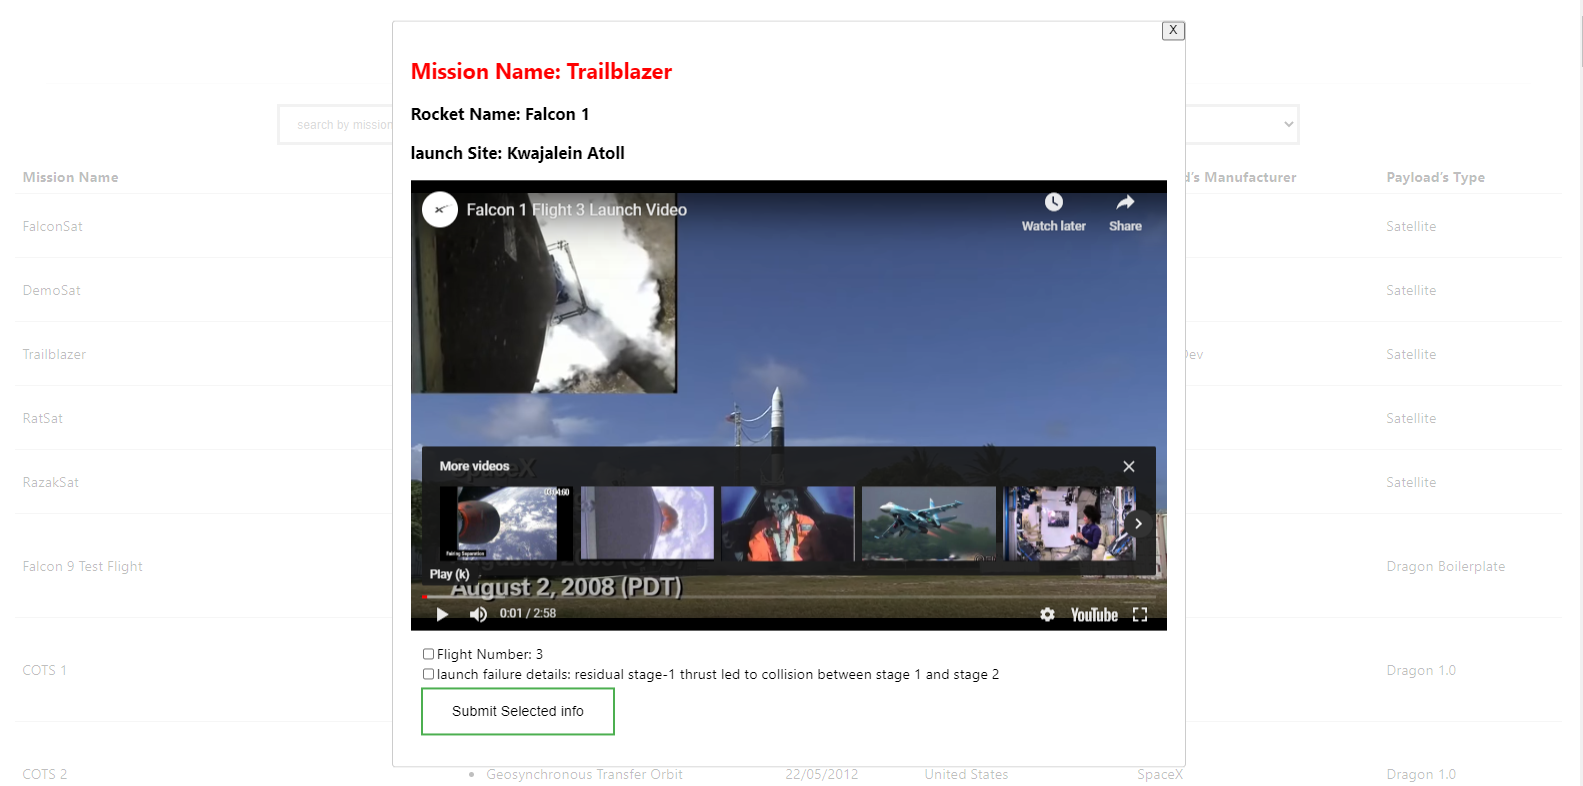 X
Mission Name: Trailblazer
Rocket Name: Falcon 1
search by mission
launch Site: Kwajalein Atoll
Mission Name
d's Manufacturer
Payload's Type
Falcon 1 Flight 3 Launch Video
Watch later
Share
FalconSat
Satellite
DemoSat
Satellite
Trailblazer
Dev
Satellite
RatSat
Satellite
More videos
SpaceX
RazakSat
Satellite
Fairing Separation
Falcon 9 Test Flight
Dragon Boilerplate
Play (k)
August 2, 2008 (PDT)
0:01 / 2:58
YouTube
Flight Number: 3
COTS 1
launch failure details: residual stage-1 thrust led to collision between stage 1 and stage 2
Dragon 1.0
Submit Selected info
COTS 2
Geosynchronous Transfer Orbit
22/05/2012
United States
SpaceX
Dragon 1.0